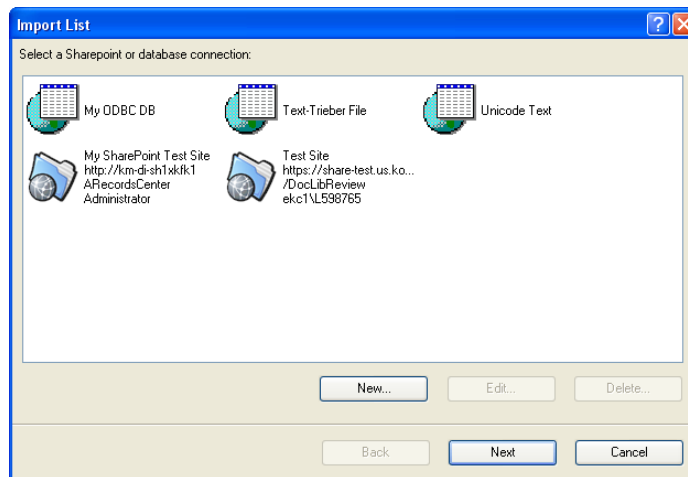 Import List
Select a Sharepoint or database connection:
My ODBC DB
Text-Trieber File
Unicode Text
My SharePoint Test Site
http://km-di-sh1xkfk1
ARecordsCenter
Administrator
Test Site
https://share-test.us.ko...
/DocLibReview
ekc1\L598765
New...
Edit...
Delete...
Back
Next
Cancel